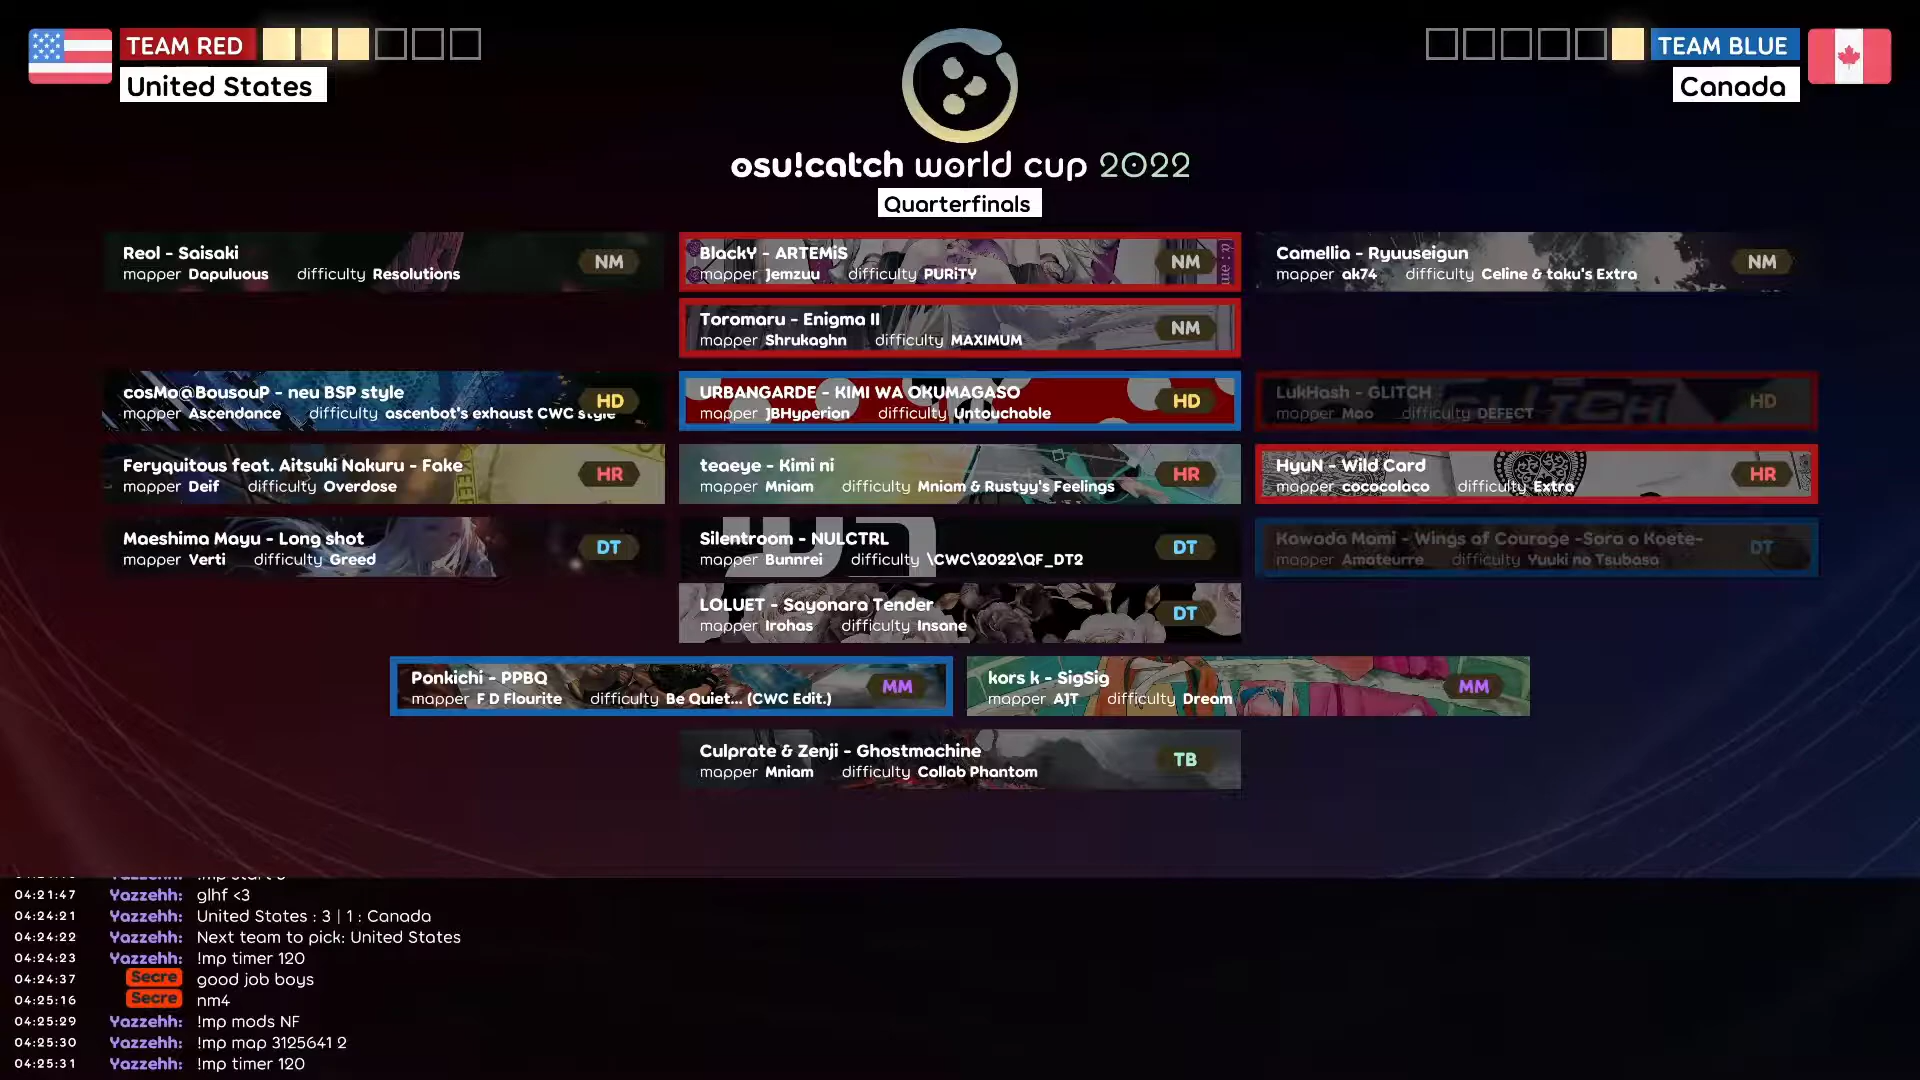 TEAM RED
United States
TEAM BLUE
Canada
osu!catch world cup 2022
Quarterfinals
Reol - Saisaki
mapper Dapuluous difficulty Resolutions
NM
BlackY - ARTEMiS
mapper Jemzuu difficulty PURiTY
NM
Camellia - Ryuuseigun
mapper ak74 difficulty Celine & taku's Extra
NM
Toromaru - Enigma II
mapper Shrukaghn difficulty MAXIMUM
NM
cosMo@BousouP - neu BSP style
mapper Ascendance difficulty ascenbot's exhaust CWC style
HD
URBANGARDE - KIMI WA OKUMAGASO
mapper JBHyperion difficulty Untouchable
HD
LukHash - GLITCH
mapper Moo difficulty DEFECT
HD
Feryquitous feat. Aitsuki Nakuru - Fake
mapper Deif difficulty Overdose
HR
teaeye - Kimi ni
mapper Mniam difficulty Mniam & Rustyy's Feelings
HR
HyuN - Wild Card
mapper cococolaco difficulty Extra
HR
Maeshima Mayu - Long shot
mapper Verti difficulty Greed
DT
Silentroom - NULCTRL
mapper Bunnrei difficulty \CWC\2022\QF_DT2
DT
Kawada Mami - Wings of Courage -Sora o Koete-
mapper Amateurre difficulty Yuuki no Tsubasa
DT
LOLUET - Sayonara Tender
mapper Irohas difficulty Insane
DT
Ponkichi - PPBQ
mapper F D Flourite difficulty Be Quiet... (CWC Edit.)
MM
kors k - SigSig
mapper AJT difficulty Dream
MM
Culprate & Zenji - Ghostmachine
mapper Mniam difficulty Collab Phantom
TB
04:21:47 Yazzehh: glhf <3
04:24:21 Yazzehh: United States : 3 | 1 : Canada
04:24:22 Yazzehh: Next team to pick: United States
04:24:23 Yazzehh: !mp timer 120
04:24:37 Secre good job boys
04:25:16 Secre nm4
04:25:29 Yazzehh: !mp mods NF
04:25:30 Yazzehh: !mp map 3125641 2
04:25:31 Yazzehh: !mp timer 120